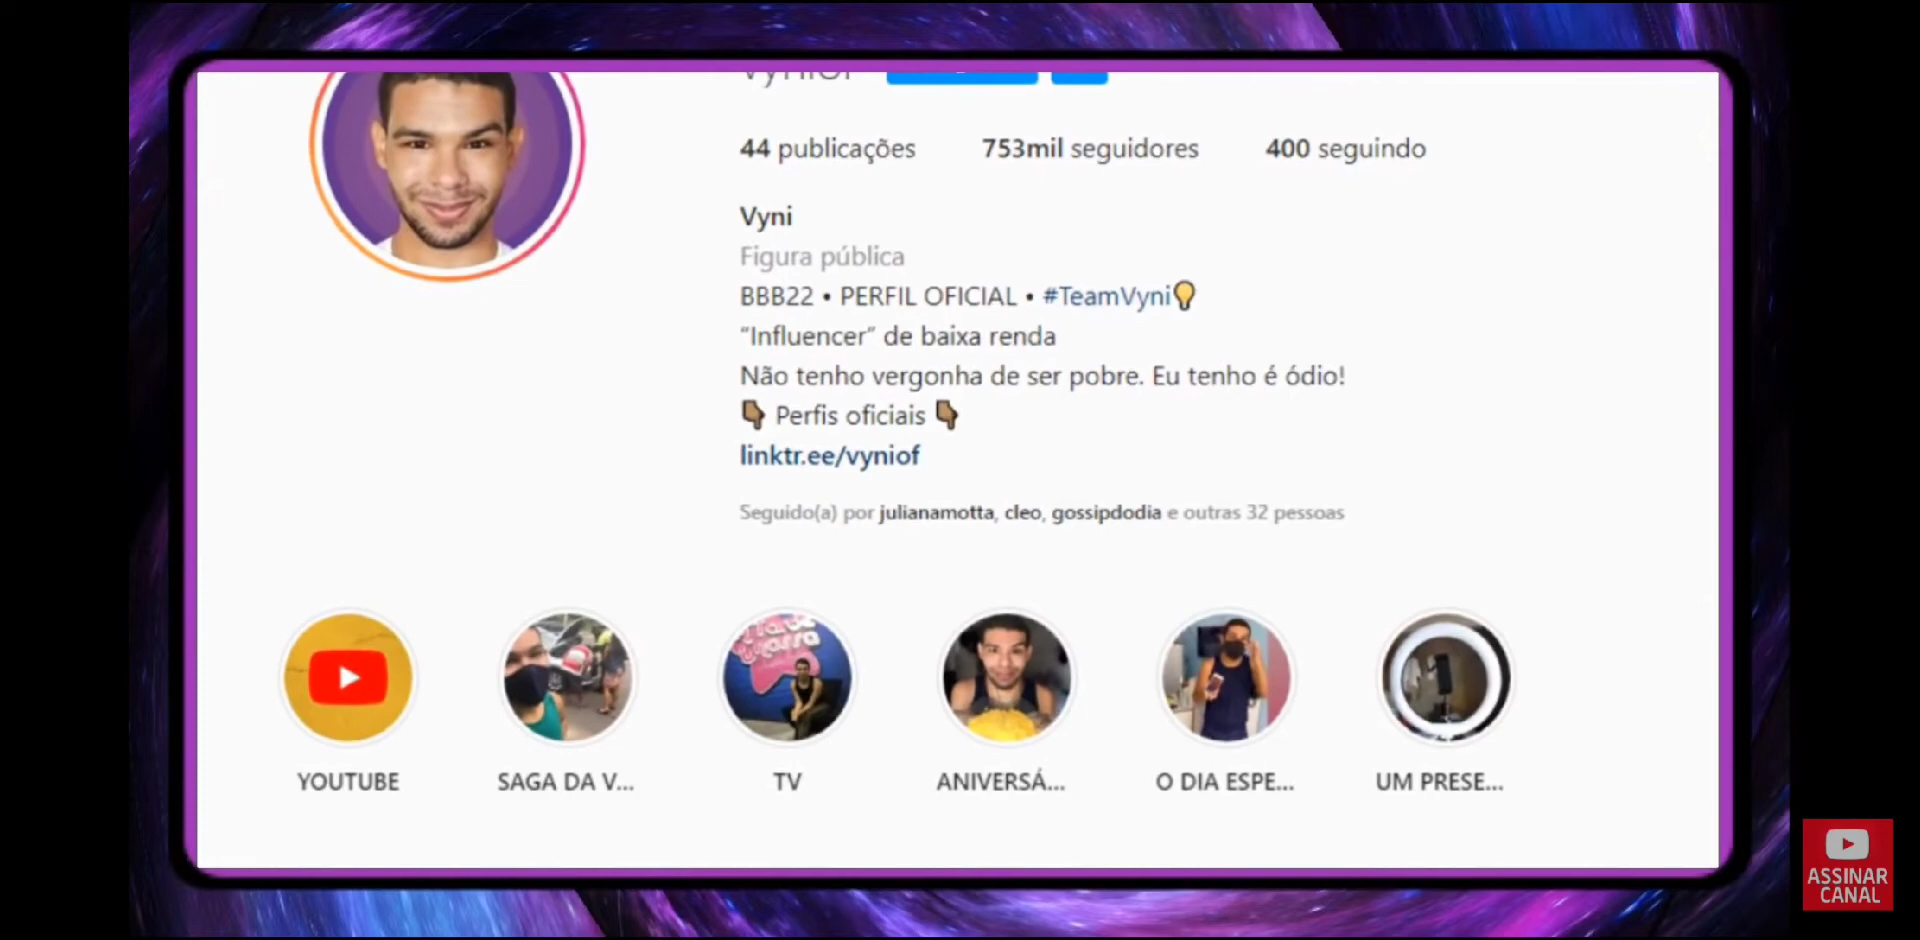 44 publicações 753mil seguidores 400 seguindo
Vyni
Figura pública
BBB22 • PERFIL OFICIAL • #TeamVyni💡
“Influencer” de baixa renda
Não tenho vergonha de ser pobre. Eu tenho é ódio!
👇🏾 Perfis oficiais 👇🏾
linktr.ee/vyniof
Seguido(a) por julianamotta, cleo, gossipdodia e outras 32 pessoas
YOUTUBE SAGA DA V... TV ANIVERSÁ... O DIA ESPE... UM PRESE...
ASSINAR
CANAL